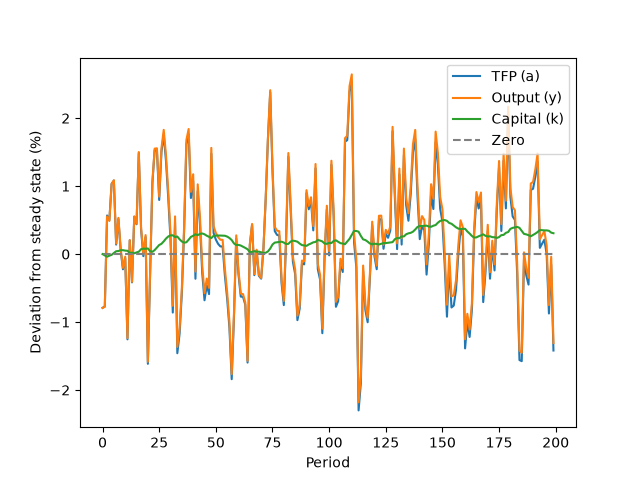 TFP (a)
Output (y)
Capital (k)
Zero
Deviation from steady state (%)
2
1
0
−1
−2
0 25 50 75 100 125 150 175 200
Period